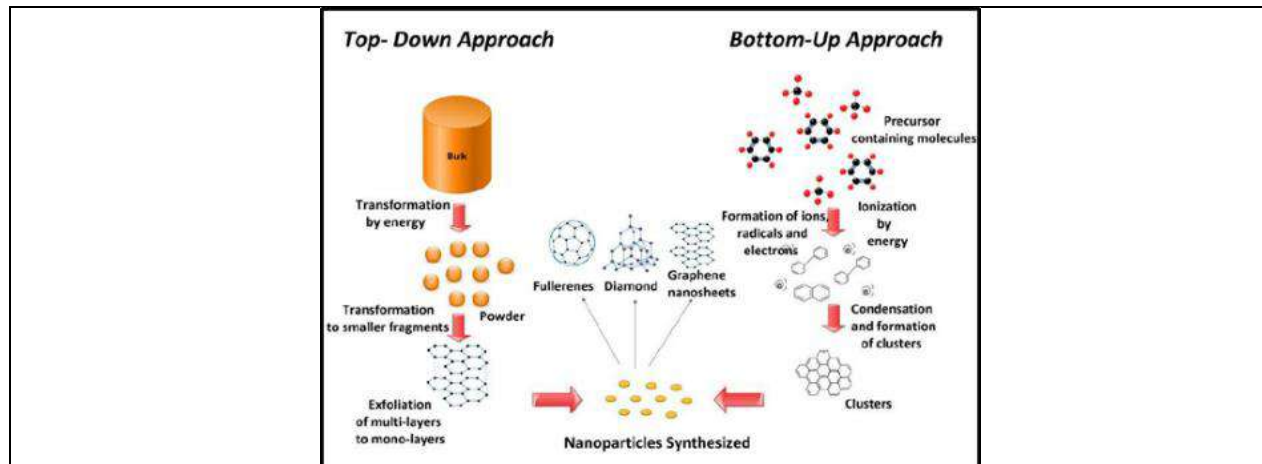 Top- Down Approach
Bulk
Transformation
by energy
Powder
Transformation
to smaller fragments
Exfoliation
of multi-layers
to mono-layers
Fullerenes
Diamond
Graphene
nanosheets
Nanoparticles Synthesized
Bottom-Up Approach
Precursor
containing molecules
Ionization
by
energy
Formation of ions,
radicals and
electrons
Condensation
and formation
of clusters
Clusters